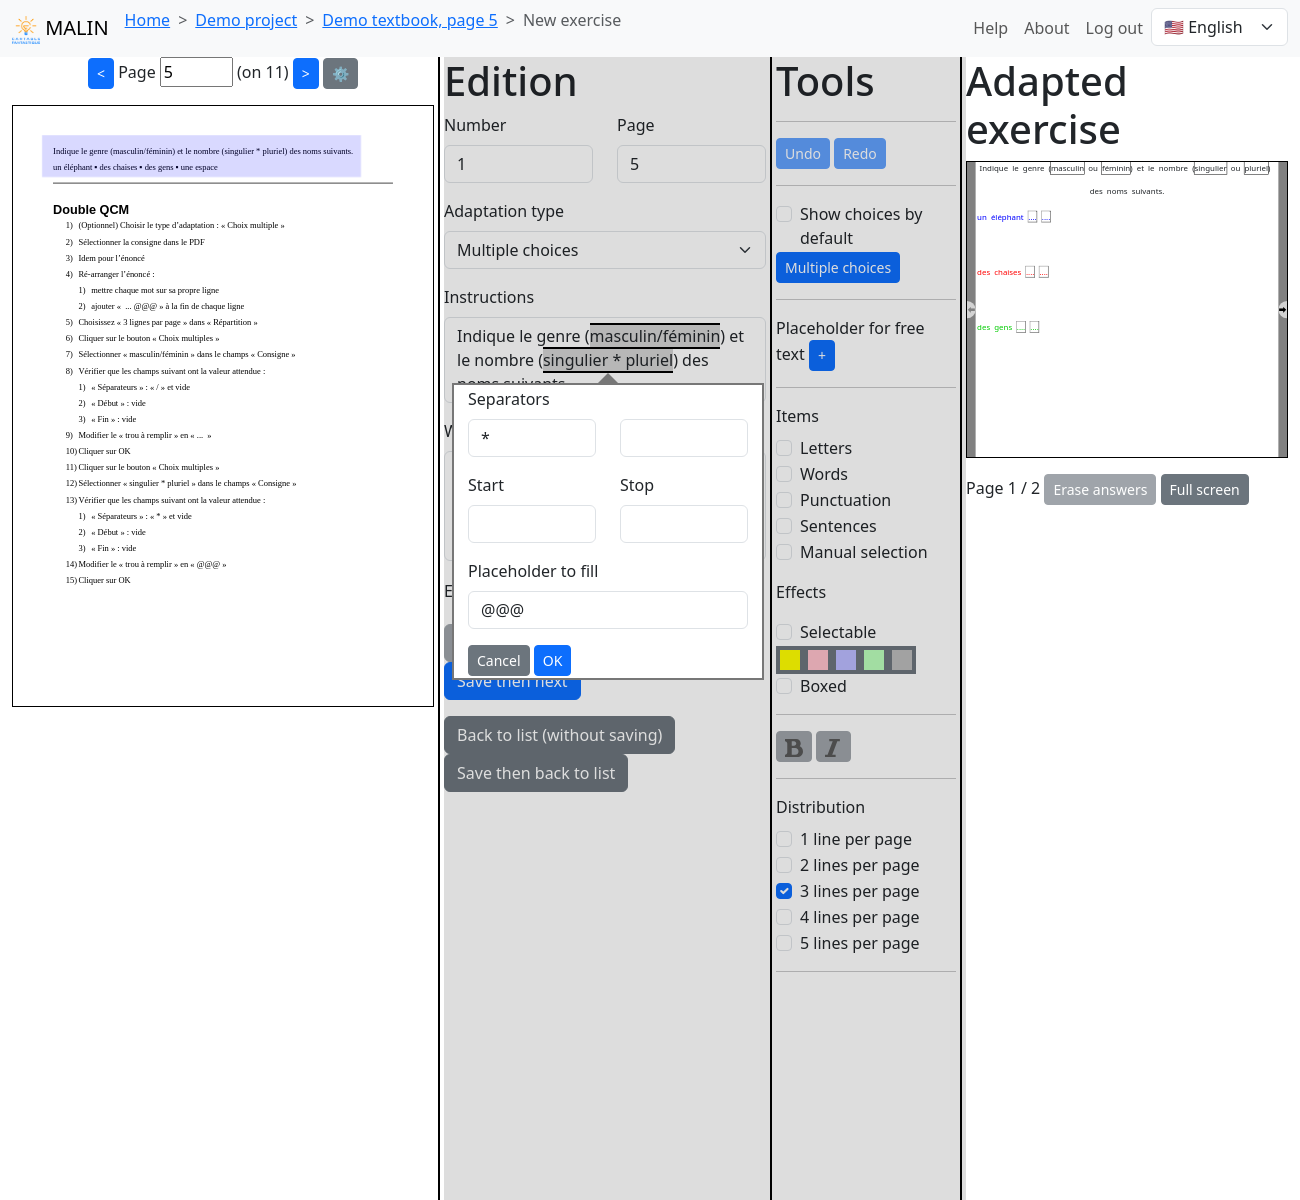 MALIN
Home > Demo project > Demo textbook, page 5 > New exercise
Help About Log out 🇺🇸 English
< Page 5 (on 11) > ⚙️
Indique le genre (masculin/féminin) et le nombre (singulier * pluriel) des noms suivants.
un éléphant • des chaises • des gens • une espace
Double QCM
1) (Optionnel) Choisir le type d’adaptation : « Choix multiple »
2) Sélectionner la consigne dans le PDF
3) Idem pour l’énoncé
4) Ré-arranger l’énoncé :
1) mettre chaque mot sur sa propre ligne
2) ajouter « ... @@@ » à la fin de chaque ligne
5) Choisissez « 3 lignes par page » dans « Répartition »
6) Cliquer sur le bouton « Choix multiples »
7) Sélectionner « masculin/féminin » dans le champs « Consigne »
8) Vérifier que les champs suivant ont la valeur attendue :
1) « Séparateurs » : « / » et vide
2) « Début » : vide
3) « Fin » : vide
9) Modifier le « trou à remplir » en « ... »
10) Cliquer sur OK
11) Cliquer sur le bouton « Choix multiples »
12) Sélectionner « singulier * pluriel » dans le champs « Consigne »
13) Vérifier que les champs suivant ont la valeur attendue :
1) « Séparateurs » : « * » et vide
2) « Début » : vide
3) « Fin » : vide
14) Modifier le « trou à remplir » en « @@@ »
15) Cliquer sur OK
Edition
Number Page
1 5
Adaptation type
Multiple choices
Instructions
Indique le genre (masculin/féminin) et
le nombre (singulier * pluriel) des
noms suivants
Separators
*
Start Stop
Placeholder to fill
@@@
Cancel OK
Save then next
Back to list (without saving)
Save then back to list
Tools
Undo Redo
Show choices by
default
Multiple choices
Placeholder for free
text +
Items
Letters
Words
Punctuation
Sentences
Manual selection
Effects
Selectable
Boxed
B I
Distribution
1 line per page
2 lines per page
3 lines per page
4 lines per page
5 lines per page
Adapted
exercise
Indique le genre (masculin ou féminin) et le nombre (singulier ou pluriel)
des noms suivants.
un éléphant .... ....
des chaises .... ....
des gens .... ....
Page 1 / 2 Erase answers Full screen